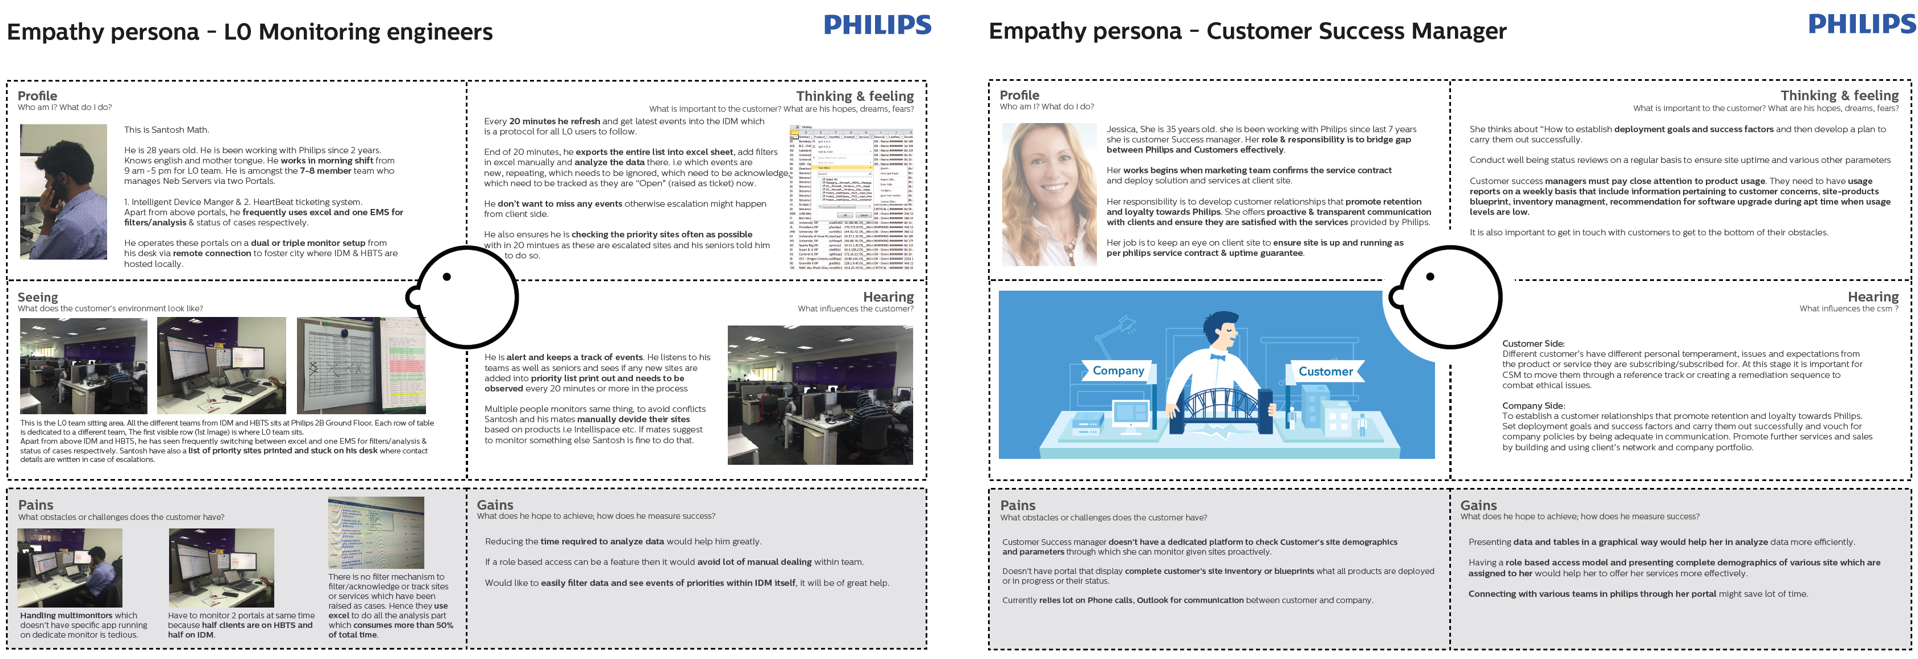 Empathy persona - L0 Monitoring engineers
PHILIPS
Profile
Who am I? What do I do?
This is Santosh Math.
He is 28 years old. He is been working with Philips since 2 years.
Knows english and mother tongue. He works in morning shift from
9 am -5 pm for L0 team. He is amongst the 7-8 member team who
manages Neb Servers via two Portals.
1. Intelligent Device Manger & 2. HeartBeat ticketing system.
Apart from above portals, he frequently uses excel and one EMS for
filters/analysis & status of cases respectively.
He operates these portals on a dual or triple monitor setup from
his desk via remote connection to foster city where IDM & HBTS are
hosted locally.
Thinking & feeling
What is important to the customer? What are his hopes, dreams, fears?
Every 20 minutes he refresh and get latest events into the IDM which
is a protocol for all L0 users to follow.
End of 20 minutes, he exports the entire list into excel sheet, add filters
in excel manually and analyze the data there. i.e which events are
new, repeating, which needs to be ignored, which need to be acknowledge,
which need to be tracked as they are "Open" (raised as ticket) now.
He don't want to miss any events otherwise escalation might happen
from client side.
He also ensures he is checking the priority sites often as possible
with in 20 mintues as these are escalated sites and his seniors told him
to do so.
Seeing
What does the customer's environment look like?
This is the L0 team sitting area. All the different teams from IDM and HBTS sits at Philips 2B Ground Floor. Each row of table
is dedicated to a different team, The first visible row (1st Image) is where L0 team sits.
Apart from above IDM and HBTS, he has seen frequently switching between excel and one EMS for filters/analysis &
status of cases respectively. Santosh have also a list of priority sites printed and stuck on his desk where contact
details are written in case of escalations.
Hearing
What influences the customer?
He is alert and keeps a track of events. He listens to his
teams as well as seniors and sees if any new sites are
added into priority list print out and needs to be
observed every 20 minutes or more in the process
Multiple people monitors same thing, to avoid conflicts
Santosh and his mates manually devide their sites
based on products i.e Intellispace etc. If mates suggest
to monitor something else Santosh is fine to do that.
Pains
What obstacles or challenges does the customer have?
Handling multimonitors which
doesn't have specific app running
on dedicate monitor is tedious.
Have to monitor 2 portals at same time
because half clients are on HBTS and
half on IDM.
There is no filter mechanism to
filter/acknowledge or track sites
or services which have been
raised as cases. Hence they use
excel to do all the analysis part
which consumes more than 50%
of total time.
Gains
What does he hope to achieve; how does he measure success?
Reducing the time required to analyze data would help him greatly.
If a role based access can be a feature then it would avoid lot of manual dealing within team.
Would like to easily filter data and see events of priorities within IDM itself, it will be of great help.
Empathy persona - Customer Success Manager
PHILIPS
Profile
Who am I? What do I do?
Jessica, She is 35 years old. she is been working with Philips since last 7 years
she is customer Success manager. Her role & responsibility is to bridge gap
between Philips and Customers effectively.
Her works begins when marketing team confirms the service contract
and deploy solution and services at client site.
Her responsibility is to develop customer relationships that promote retention
and loyalty towards Philips. She offers proactive & transparent communication
with clients and ensure they are satisfied with the services provided by Philips.
Her job is to keep an eye on client site to ensure site is up and running as
per philips service contract & uptime guarantee.
Thinking & feeling
What is important to the customer? What are his hopes, dreams, fears?
She thinks about "How to establish deployment goals and success factors and then develop a plan to
carry them out successfully.
Conduct well being status reviews on a regular basis to ensure site uptime and various other parameters
Customer success managers must pay close attention to product usage. They need to have usage
reports on a weekly basis that include information pertaining to customer concerns, site-products
blueprint, inventory managment, recommendation for software upgrade during apt time when usage
levels are low.
It is also important to get in touch with customers to get to the bottom of their obstacles.
Company
Customer
Hearing
What influences the csm ?
Customer Side:
Different customer's have different personal temperament, issues and expectations from
the product or service they are subscribing/subscribed for. At this stage it is important for
CSM to move them through a reference track or creating a remediation sequence to
combat ethical issues.
Company Side:
To establish a customer relationships that promote retention and loyalty towards Philips.
Set deployment goals and success factors and carry them out successfully and vouch for
company policies by being adequate in communication. Promote further services and sales
by building and using client's network and company portfolio.
Pains
What obstacles or challenges does the customer have?
Customer Success manager doesn't have a dedicated platform to check Customer's site demographics
and parameters through which she can monitor given sites proactively.
Doesn't have portal that display complete customer's site inventory or blueprints what all products are deployed
or in progress or their status.
Currently relies lot on Phone calls, Outlook for communication between customer and company.
Gains
What does he hope to achieve; how does he measure success?
Presenting data and tables in a graphical way would help her in analyze data more efficiently.
Having a role based access model and presenting complete demographics of various site which are
assigned to her would help her to offer her services more effectively.
Connecting with various teams in philips through her portal might save lot of time.